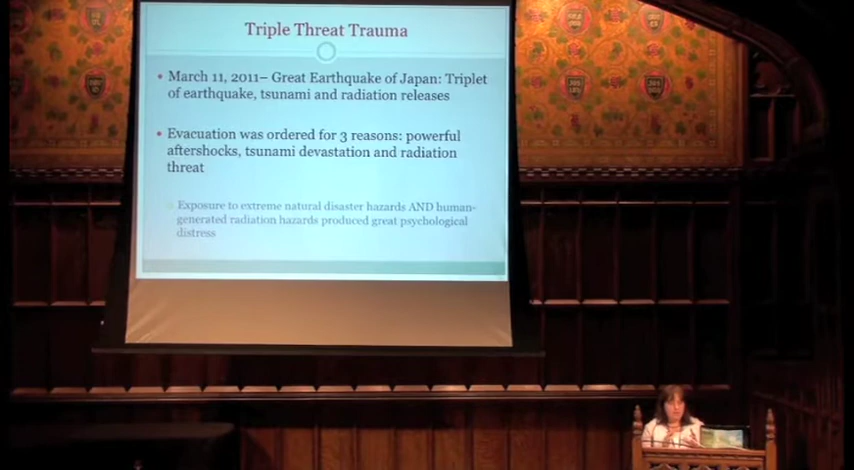 Triple Threat Trauma
• March 11, 2011– Great Earthquake of Japan: Triplet
of earthquake, tsunami and radiation releases
• Evacuation was ordered for 3 reasons: powerful
aftershocks, tsunami devastation and radiation
threat
Exposure to extreme natural disaster hazards AND human-
generated radiation hazards produced great psychological
distress